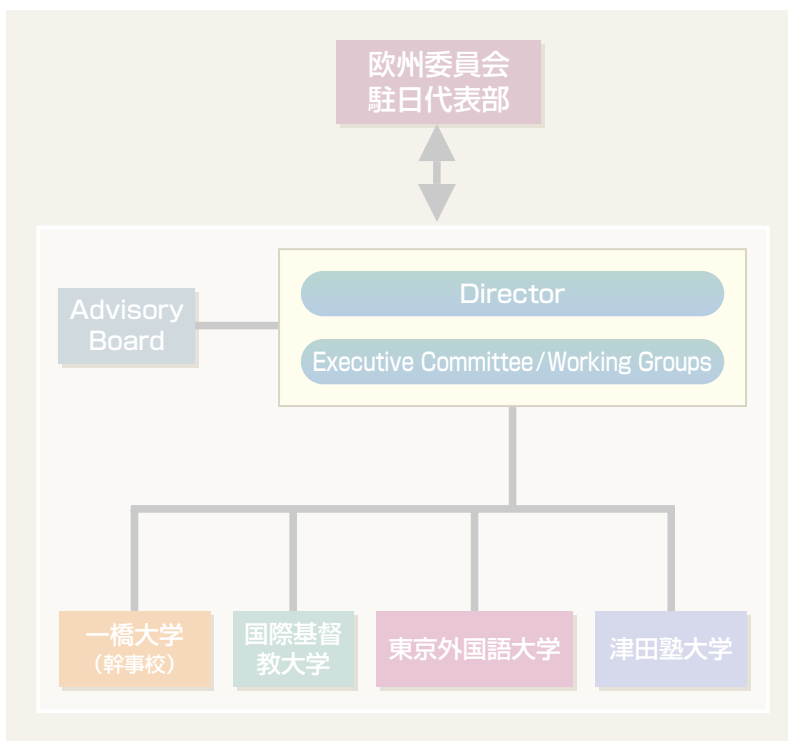 欧州委員会
駐日代表部
Advisory
Board
Director
Executive Committee/Working Groups
一橋大学
（幹事校）
国際基督
教大学
東京外国語大学
津田塾大学